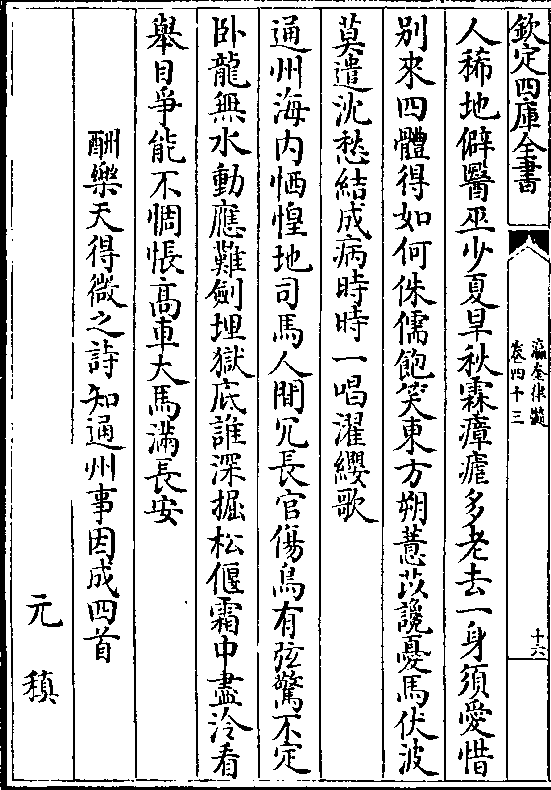 欽定四庫全書
瀛奎律髓
卷四十三
十六
人稀地僻醫巫少夏旱秋霖瘴瘧多老去一身須愛惜
別來四體得如何侏儒飽笑東方朔薏苡讒憂馬伏波
莫遣沈愁結成病時時一唱濯纓歌
通州海內恓惶地司馬人間冗長官傷鳥有弦驚不定
卧龍無水動應難劍埋獄底誰深掘松偃霜中盡冷看
舉目爭能不惆悵高車大馬滿長安
酬樂天得微之詩知通州事因成四首
元稹